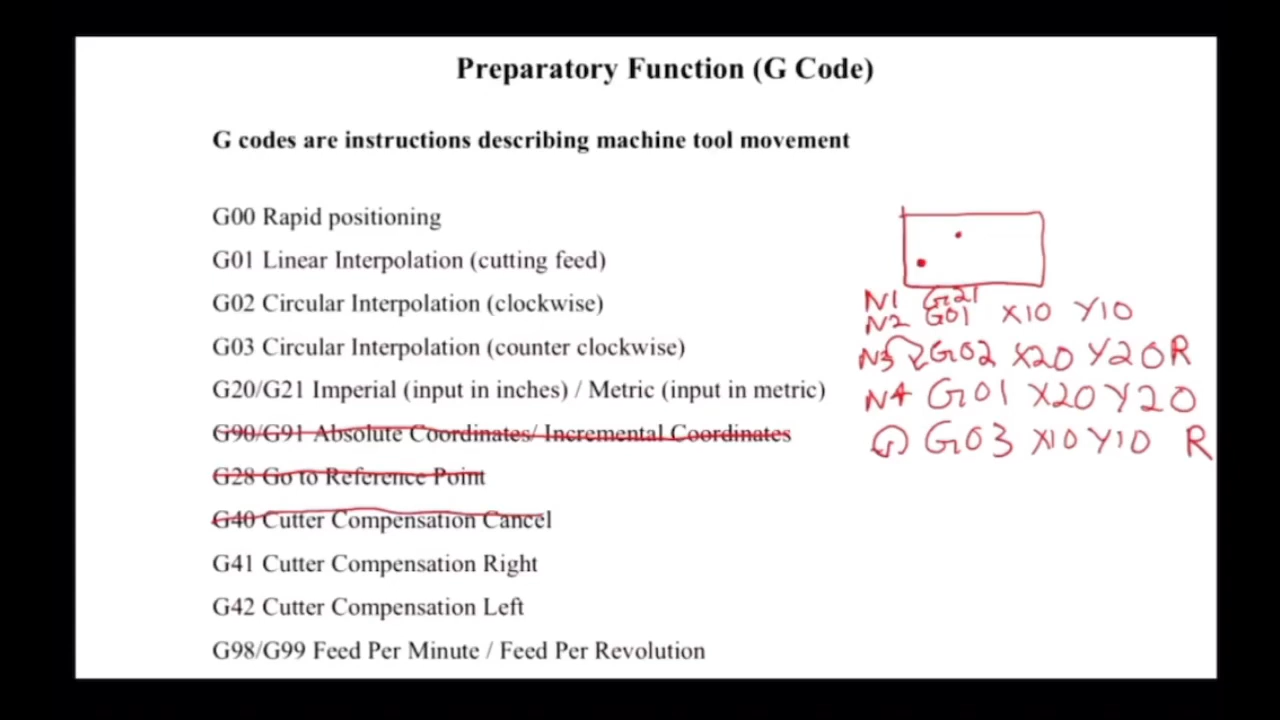 Preparatory Function (G Code)
G codes are instructions describing machine tool movement
G00 Rapid positioning
G01 Linear Interpolation (cutting feed)
G02 Circular Interpolation (clockwise)
G03 Circular Interpolation (counter clockwise)
G20/G21 Imperial (input in inches) / Metric (input in metric)
G90/G91 Absolute Coordinates/ Incremental Coordinates
G28 Go to Reference Point
G40 Cutter Compensation Cancel
G41 Cutter Compensation Right
G42 Cutter Compensation Left
G98/G99 Feed Per Minute / Feed Per Revolution
N1 G21
N2 G01 X10 Y10
N3 G02 X20 Y20 R
N4 G01 X20 Y20
G03 X10 Y10 R